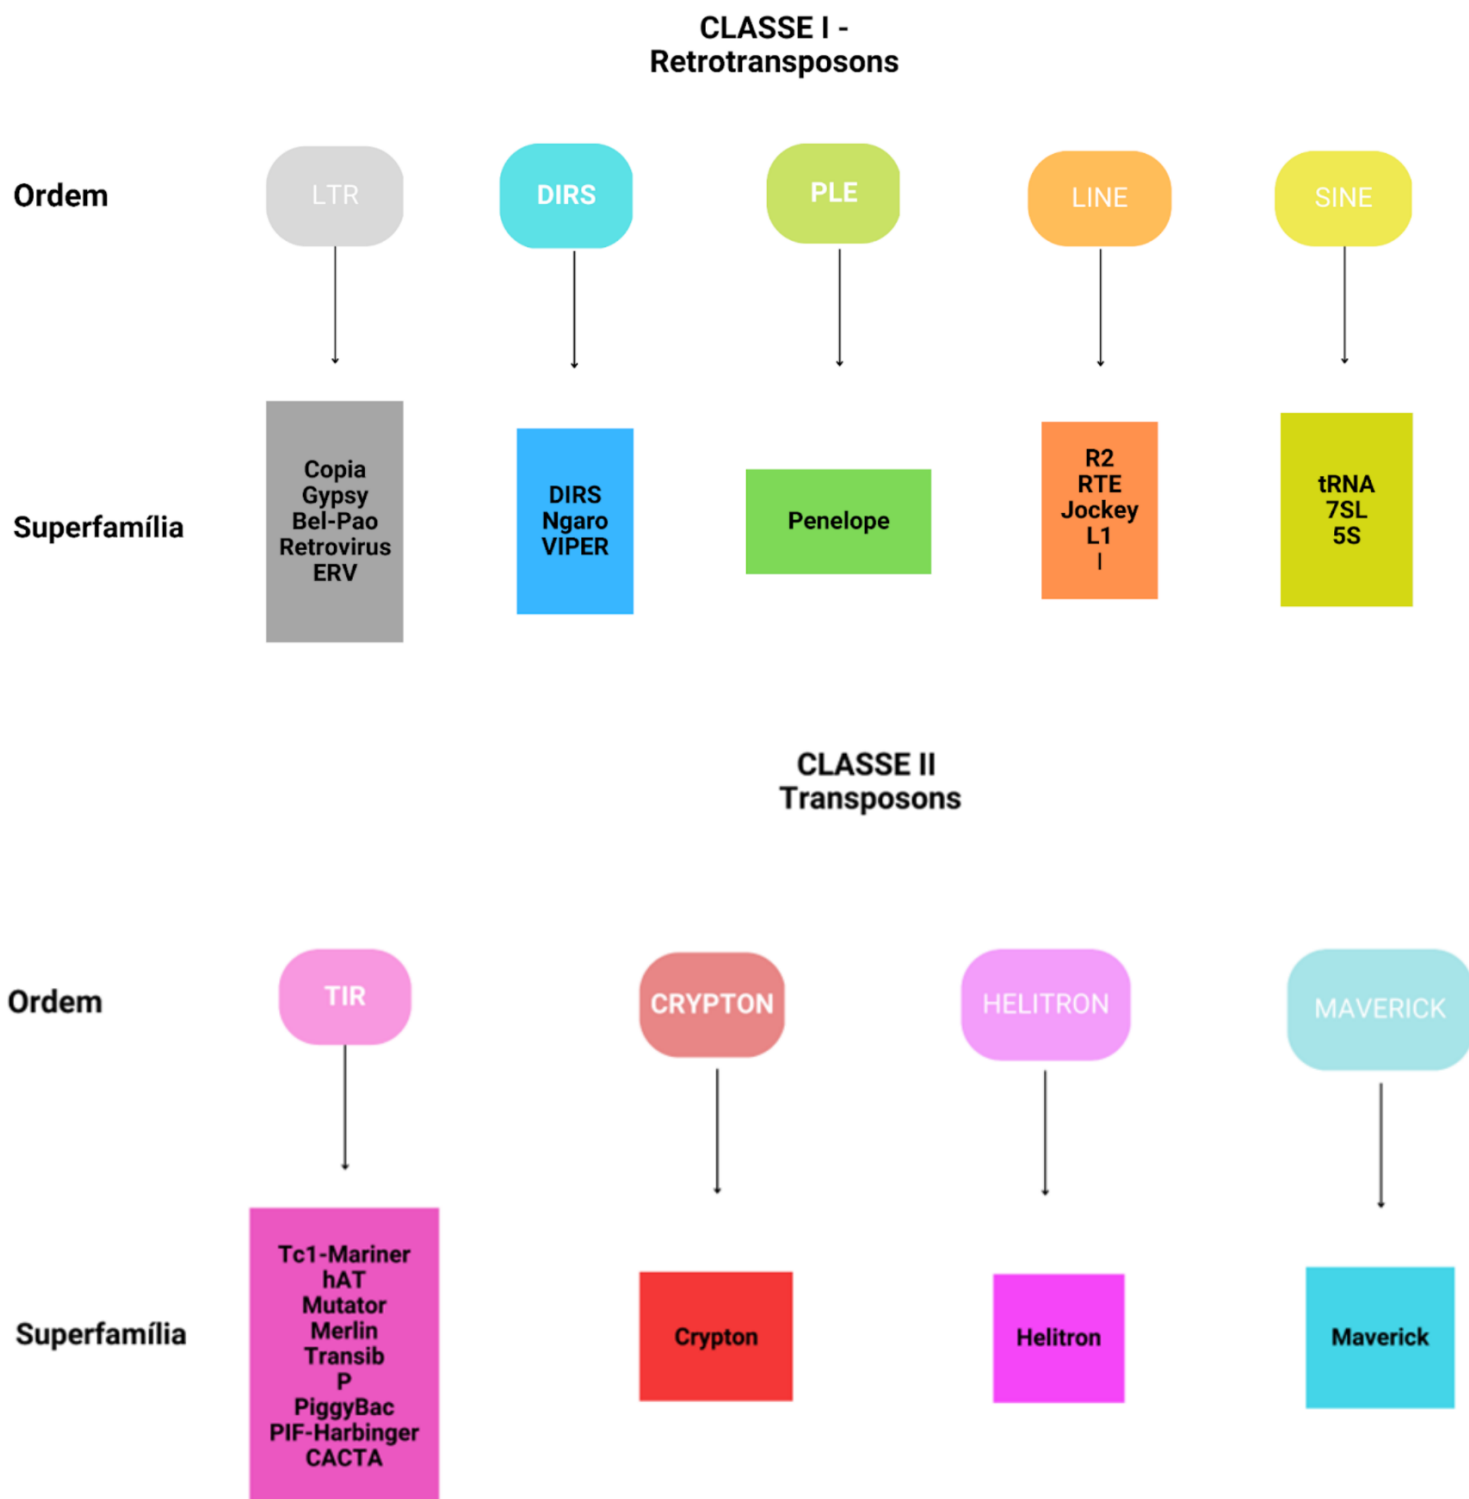 CLASSE I -
Retrotransposons
Ordem
LTR
DIRS
PLE
LINE
SINE
Superfamília
Copia
Gypsy
Bel-Pao
Retrovirus
ERV
DIRS
Ngaro
VIPER
Penelope
R2
RTE
Jockey
L1
I
tRNA
7SL
5S
CLASSE II
Transposons
Ordem
TIR
CRYPTON
HELITRON
MAVERICK
Superfamília
Tc1-Mariner
hAT
Mutator
Merlin
Transib
P
PiggyBac
PIF-Harbinger
CACTA
Crypton
Helitron
Maverick